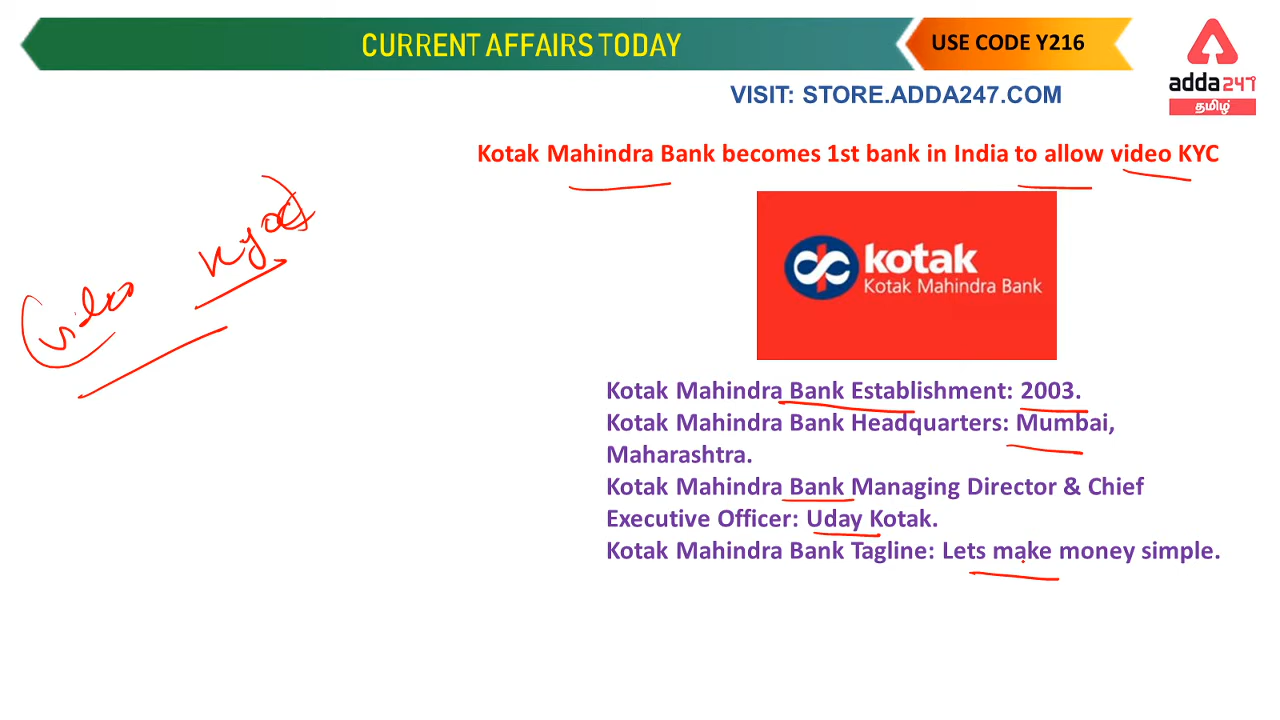 CURRENT AFFAIRS TODAY
USE CODE Y216
adda247
தமிழ்
VISIT: STORE.ADDA247.COM
Kotak Mahindra Bank becomes 1st bank in India to allow video KYC
kotak
Kotak Mahindra Bank
Video
Kotak Mahindra Bank Establishment: 2003.
Kotak Mahindra Bank Headquarters: Mumbai,
Maharashtra.
Kotak Mahindra Bank Managing Director & Chief
Executive Officer: Uday Kotak.
Kotak Mahindra Bank Tagline: Lets make money simple.